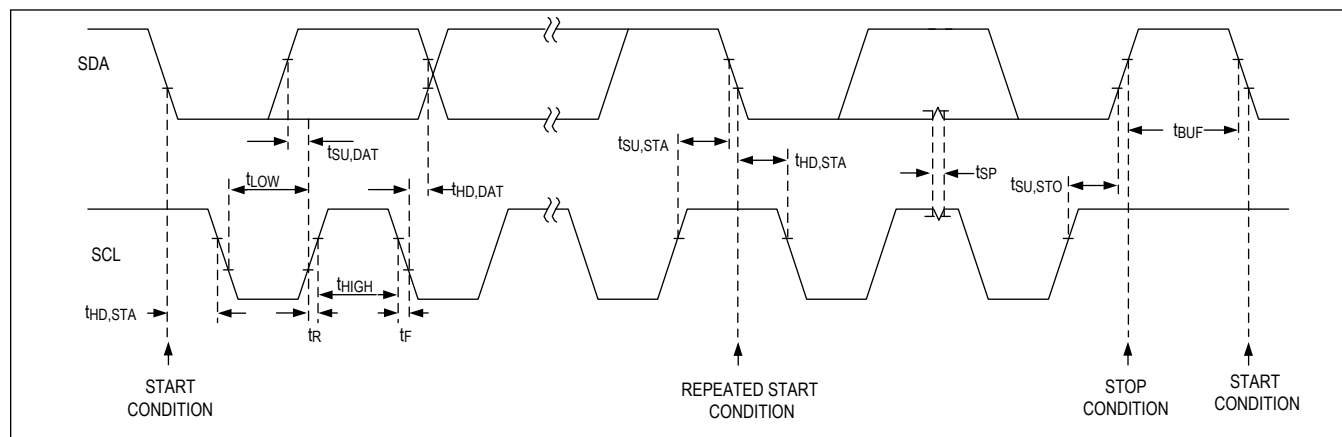 SDA
tSU,DAT
tLOW
tHD,DAT
tSU,STA
tHD,STA
tSP
tBUF
tSU,STO
SCL
tHIGH
tHD,STA
tR
tF
START
CONDITION
REPEATED START
CONDITION
STOP
CONDITION
START
CONDITION